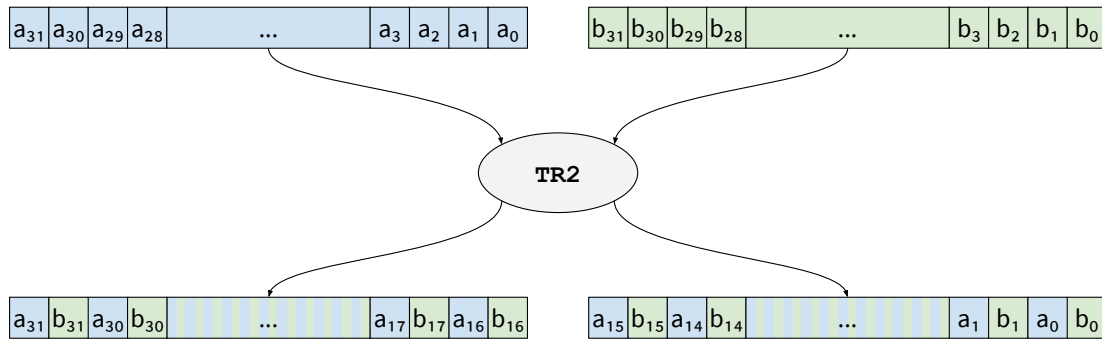 a₃₁ a₃₀ a₂₉ a₂₈ ... a₃ a₂ a₁ a₀ b₃₁ b₃₀ b₂₉ b₂₈ ... b₃ b₂ b₁ b₀
TR2
a₃₁ b₃₁ a₃₀ b₃₀ ... a₁₇ b₁₇ a₁₆ b₁₆ a₁₅ b₁₅ a₁₄ b₁₄ ... a₁ b₁ a₀ b₀